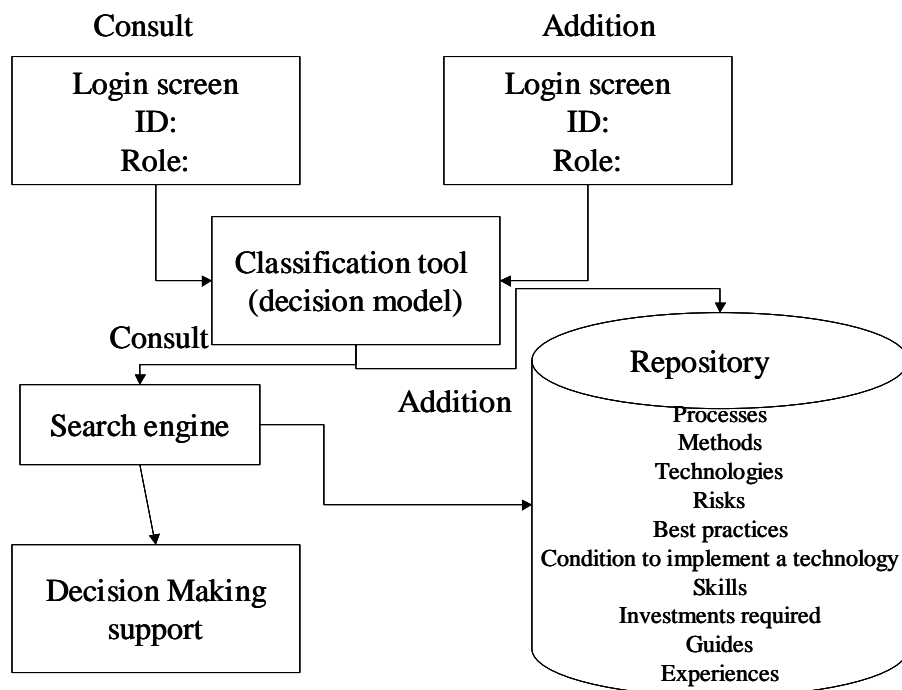 Consult
Addition
Login screen
ID:
Role:
Login screen
ID:
Role:
Classification tool
(decision model)
Consult
Addition
Search engine
Decision Making
support
Repository
Processes
Methods
Technologies
Risks
Best practices
Condition to implement a technology
Skills
Investments required
Guides
Experiences